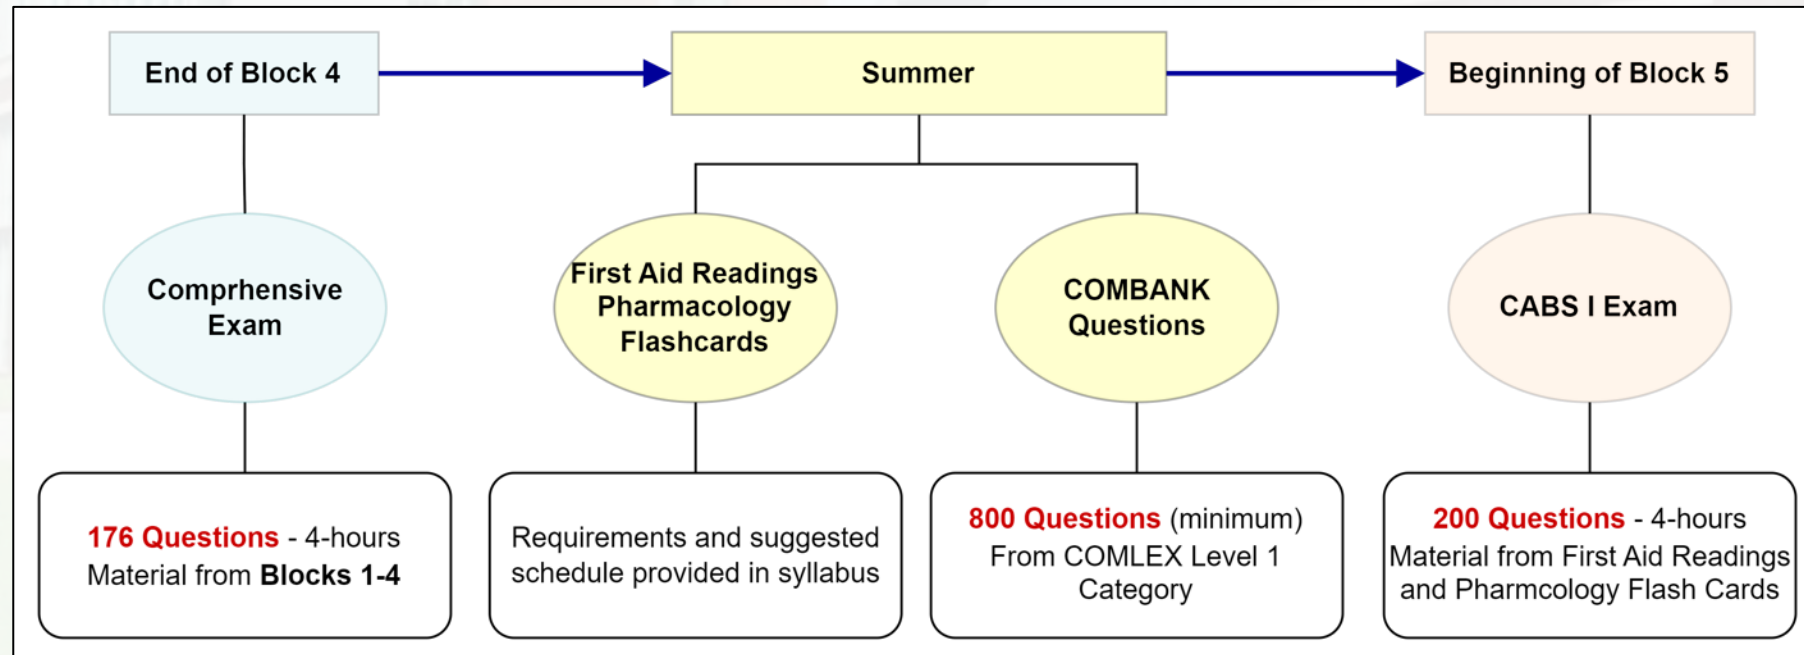 End of Block 4
Summer
Beginning of Block 5
Comprhensive
Exam
First Aid Readings
Pharmacology
Flashcards
COMBANK
Questions
CABS I Exam
176 Questions - 4-hours
Material from Blocks 1-4
Requirements and suggested
schedule provided in syllabus
800 Questions (minimum)
From COMLEX Level 1
Category
200 Questions - 4-hours
Material from First Aid Readings
and Pharmcology Flash Cards